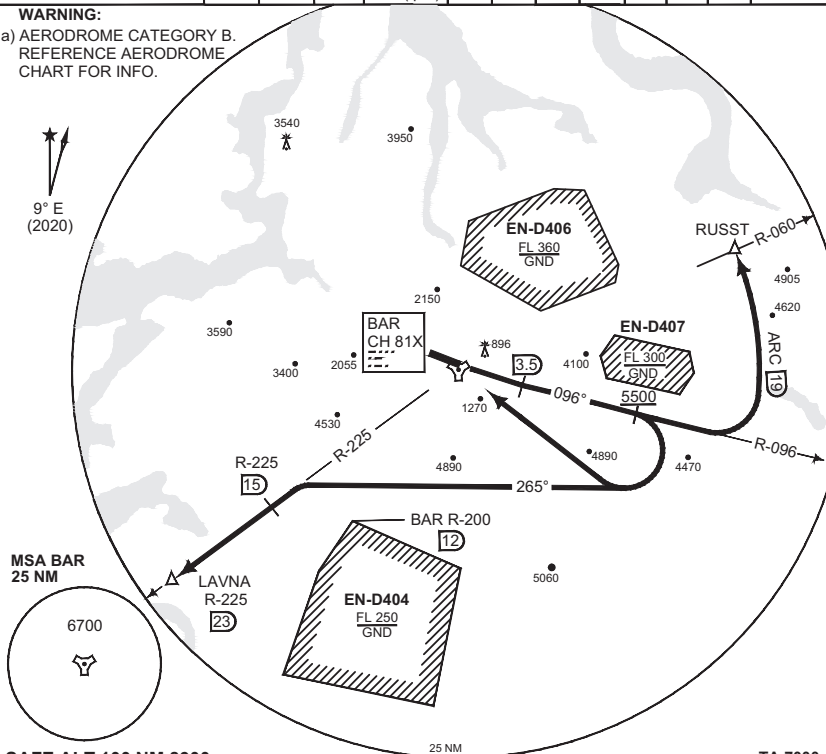 WARNING:
a) AERODROME CATEGORY B.
REFERENCE AERODROME
CHART FOR INFO.
9° E
(2020)
3540
3950
EN-D406
FL 360
GND
RUSST
R-060
4905
4620
2150
3590
BAR
CH 81X
896
EN-D407
FL 300
GND
4100
ARC 19
2055
3400
3.5
096°
5500
1270
4530
R-225
R-096
R-225
15
4890
4890
4470
265°
BAR R-200
12
MSA BAR
25 NM
6700
LAVNA
R-225
23
EN-D404
FL 250
GND
5060
25 NM